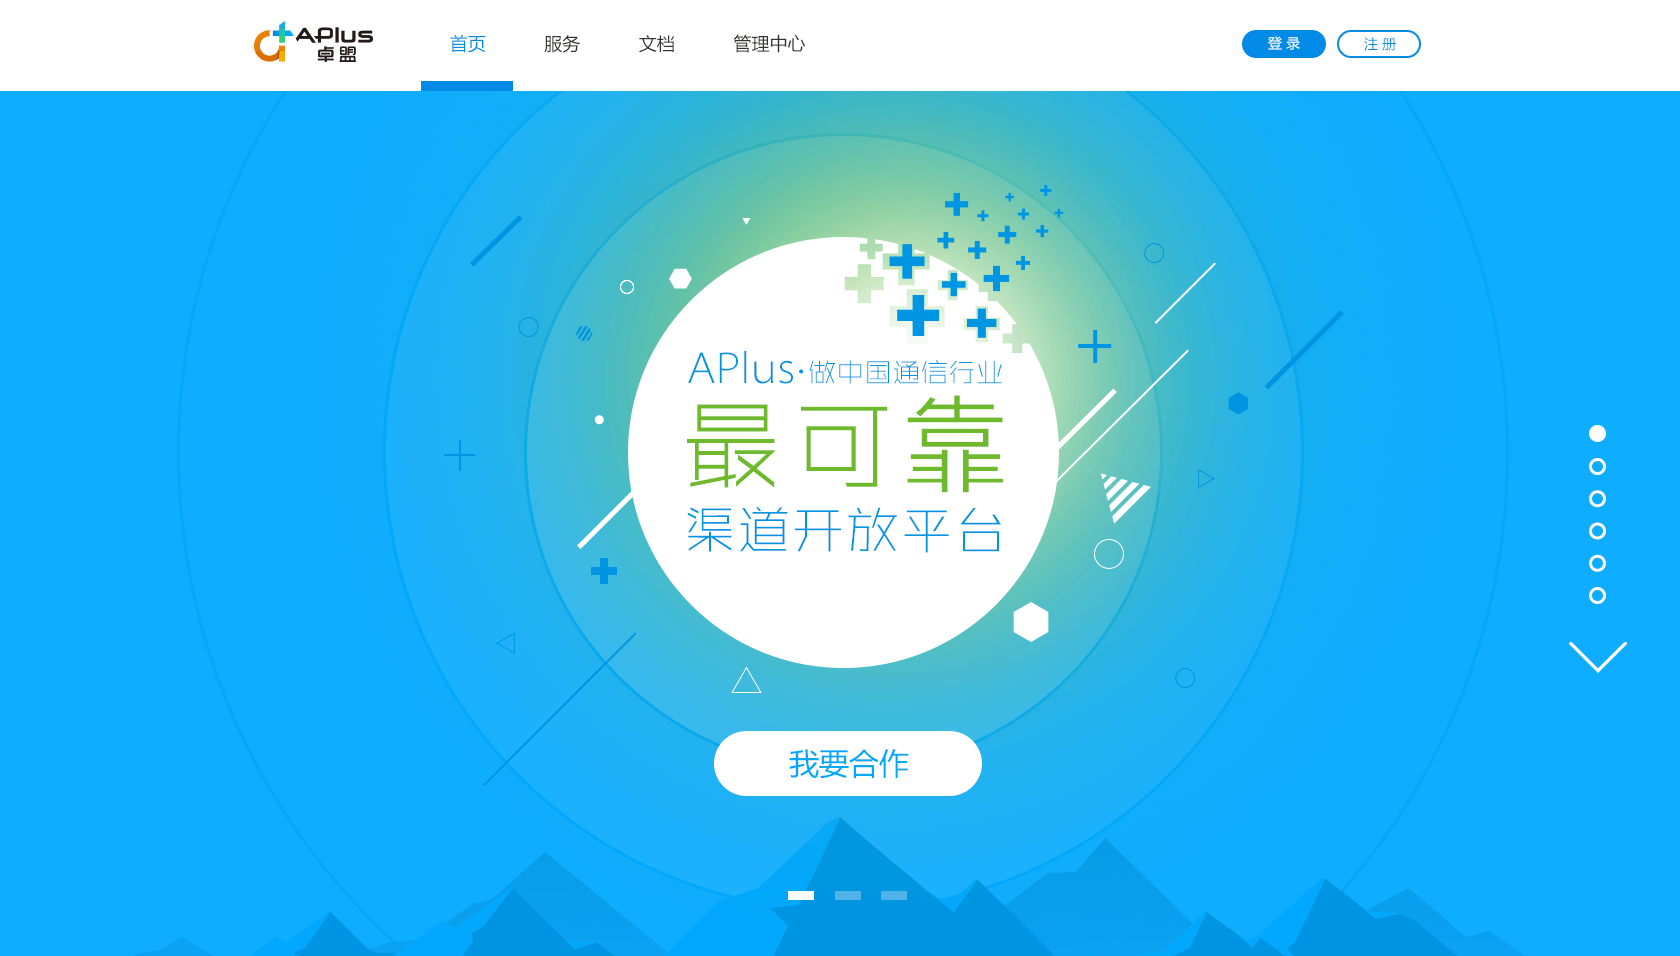 APlus
卓盟
首页
服务
文档
管理中心
登 录
注 册
APlus·做中国通信行业
最可靠
渠道开放平台
我要合作